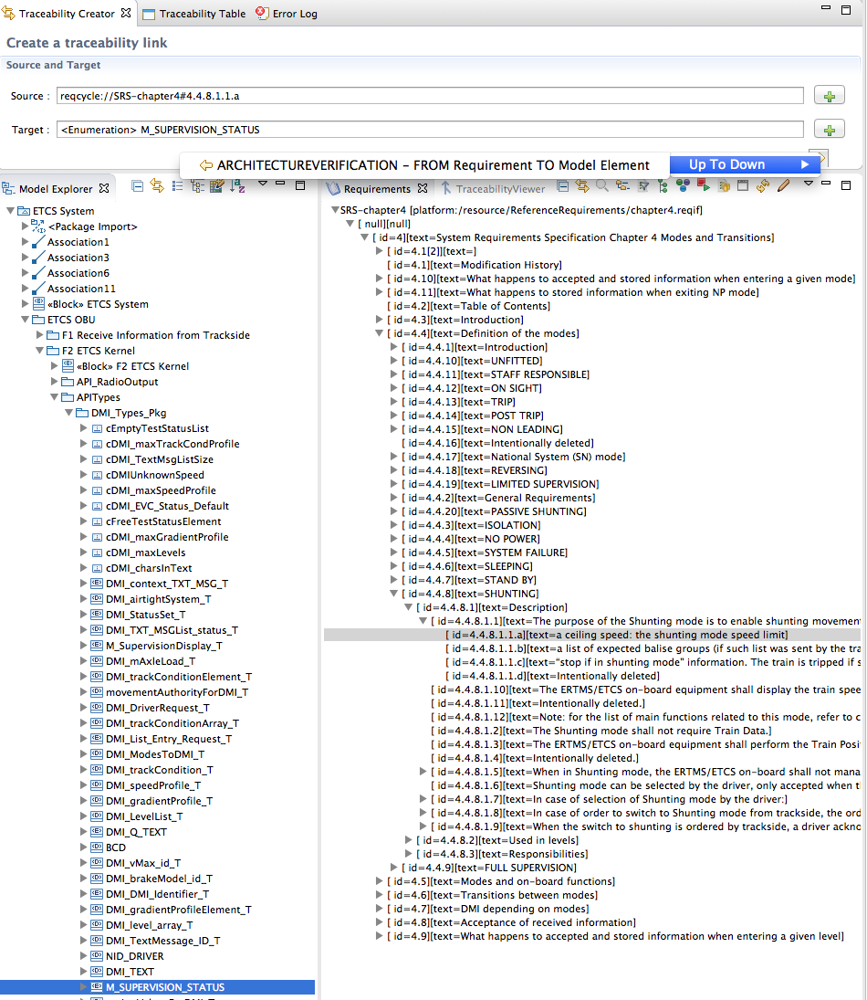 Traceability Creator
Traceability Table
Error Log
Create a traceability link
Source and Target
Source :
reqcycle://SRS-chapter4#4.4.8.1.1.a
Target :
<Enumeration> M_SUPERVISION_STATUS
ARCHITECTUREVERIFICATION – FROM Requirement TO Model Element
Up To Down
Model Explorer
ETCS System
<Package Import>
Association1
Association3
Association6
Association11
«Block» ETCS System
ETCS OBU
F1 Receive Information from Trackside
F2 ETCS Kernel
«Block» F2 ETCS Kernel
API_RadioOutput
APITypes
DMI_Types_Pkg
cEmptyTestStatusList
cDMI_maxTrackCondProfile
cDMI_TextMsgListSize
cDMIUnknownSpeed
cDMI_maxSpeedProfile
cDMI_EVC_Status_Default
cFreeTestStatusElement
cDMI_maxGradientProfile
cDMI_maxLevels
cDMI_charsInText
DMI_context_TXT_MSG_T
DMI_airtightSystem_T
DMI_StatusSet_T
DMI_TXT_MSGList_status_T
M_SupervisionDisplay_T
DMI_mAxleLoad_T
DMI_trackConditionElement_T
movementAuthorityForDMI_T
DMI_DriverRequest_T
DMI_trackConditionArray_T
DMI_List_Entry_Request_T
DMI_ModesToDMI_T
DMI_trackCondition_T
DMI_speedProfile_T
DMI_gradientProfile_T
DMI_LevelList_T
DMI_Q_TEXT
BCD
DMI_vMax_id_T
DMI_brakeModel_id_T
DMI_DMI_Identifier_T
DMI_gradientProfileElement_T
DMI_level_array_T
DMI_TextMessage_ID_T
NID_DRIVER
DMI_TEXT
M_SUPERVISION_STATUS
Requirements
TraceabilityViewer
SRS-chapter4 [platform:/resource/ReferenceRequirements/chapter4.reqif]
[ null][null]
[ id=4][text=System Requirements Specification Chapter 4 Modes and Transitions]
[ id=4.1[2]][text=]
[ id=4.1][text=Modification History]
[ id=4.10][text=What happens to accepted and stored information when entering a given mode]
[ id=4.11][text=What happens to stored information when exiting NP mode]
[ id=4.2][text=Table of Contents]
[ id=4.3][text=Introduction]
[ id=4.4][text=Definition of the modes]
[ id=4.4.1][text=Introduction]
[ id=4.4.10][text=UNFITTED]
[ id=4.4.11][text=STAFF RESPONSIBLE]
[ id=4.4.12][text=ON SIGHT]
[ id=4.4.13][text=TRIP]
[ id=4.4.14][text=POST TRIP]
[ id=4.4.15][text=NON LEADING]
[ id=4.4.16][text=Intentionally deleted]
[ id=4.4.17][text=National System (SN) mode]
[ id=4.4.18][text=REVERSING]
[ id=4.4.19][text=LIMITED SUPERVISION]
[ id=4.4.2][text=General Requirements]
[ id=4.4.20][text=PASSIVE SHUNTING]
[ id=4.4.3][text=ISOLATION]
[ id=4.4.4][text=NO POWER]
[ id=4.4.5][text=SYSTEM FAILURE]
[ id=4.4.6][text=SLEEPING]
[ id=4.4.7][text=STAND BY]
[ id=4.4.8][text=SHUNTING]
[ id=4.4.8.1][text=Description]
[ id=4.4.8.1.1][text=The purpose of the Shunting mode is to enable shunting movemen
[ id=4.4.8.1.1.a][text=a ceiling speed: the shunting mode speed limit]
[ id=4.4.8.1.1.b][text=a list of expected balise groups (if such list was sent by the tra
[ id=4.4.8.1.1.c][text=“stop if in shunting mode” information. The train is tripped if s
[ id=4.4.8.1.1.d][text=Intentionally deleted]
[ id=4.4.8.1.10][text=The ERTMS/ETCS on-board equipment shall display the train spee
[ id=4.4.8.1.11][text=Intentionally deleted.]
[ id=4.4.8.1.12][text=Note: for the list of main functions related to this mode, refer to c
[ id=4.4.8.1.2][text=The Shunting mode shall not require Train Data.]
[ id=4.4.8.1.3][text=The ERTMS/ETCS on-board equipment shall perform the Train Posi
[ id=4.4.8.1.4][text=Intentionally deleted.]
[ id=4.4.8.1.5][text=When in Shunting mode, the ERTMS/ETCS on-board shall not mana
[ id=4.4.8.1.6][text=Shunting mode can be selected by the driver, only accepted when t
[ id=4.4.8.1.7][text=In case of selection of Shunting mode by the driver:]
[ id=4.4.8.1.8][text=In case of order to switch to Shunting mode from trackside, the ord
[ id=4.4.8.1.9][text=When the switch to shunting is ordered by trackside, a driver ackno
[ id=4.4.8.2][text=Used in levels]
[ id=4.4.8.3][text=Responsibilities]
[ id=4.4.9][text=FULL SUPERVISION]
[ id=4.5][text=Modes and on-board functions]
[ id=4.6][text=Transitions between modes]
[ id=4.7][text=DMI depending on modes]
[ id=4.8][text=Acceptance of received information]
[ id=4.9][text=What happens to accepted and stored information when entering a given level]